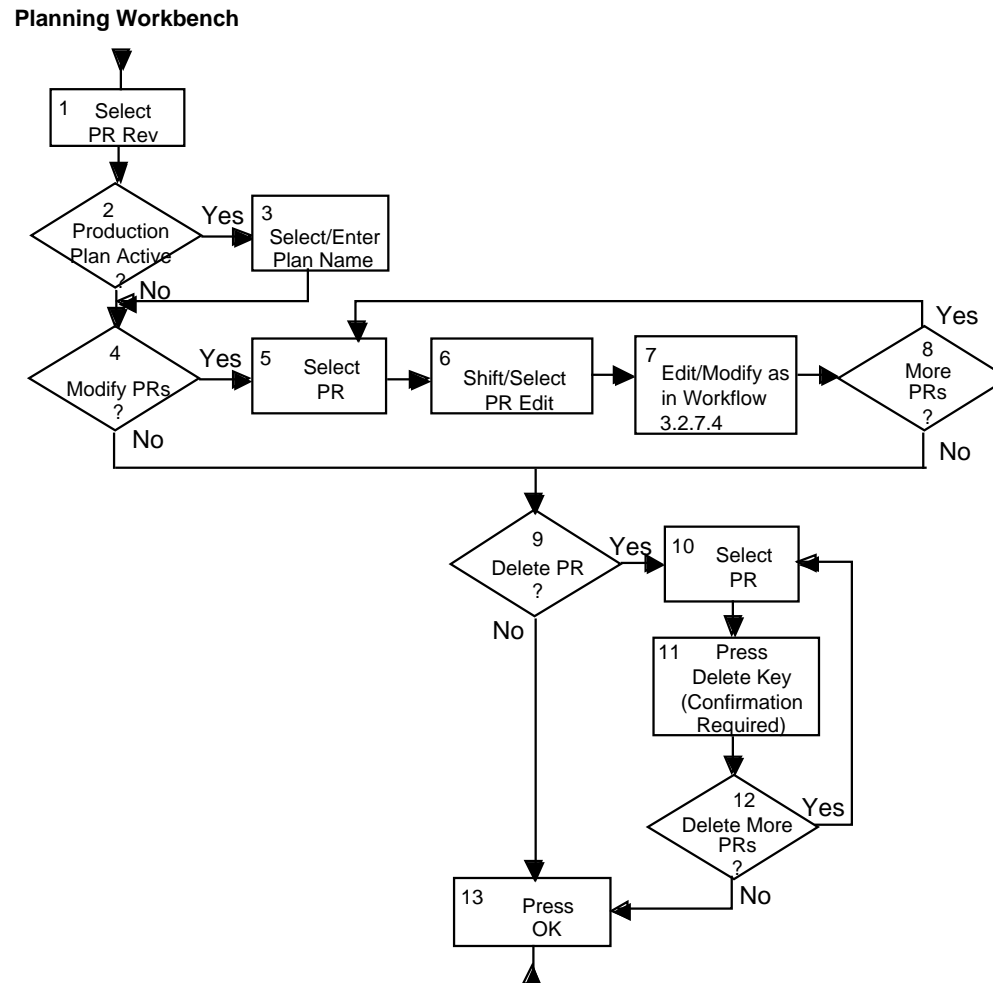 Planning Workbench
1
Select
PR Rev
2
Production
Plan Active
?
Yes
3
Select/Enter
Plan Name
No
4
Modify PRs
?
Yes
5
Select
PR
6
Shift/Select
PR Edit
7
Edit/Modify as
in Workflow
3.2.7.4
8
More
PRs
?
Yes
No
No
9
Delete PR
?
Yes
10
Select
PR
No
11
Press
Delete Key
(Confirmation
Required)
12
Delete More
PRs
?
Yes
No
13
Press
OK